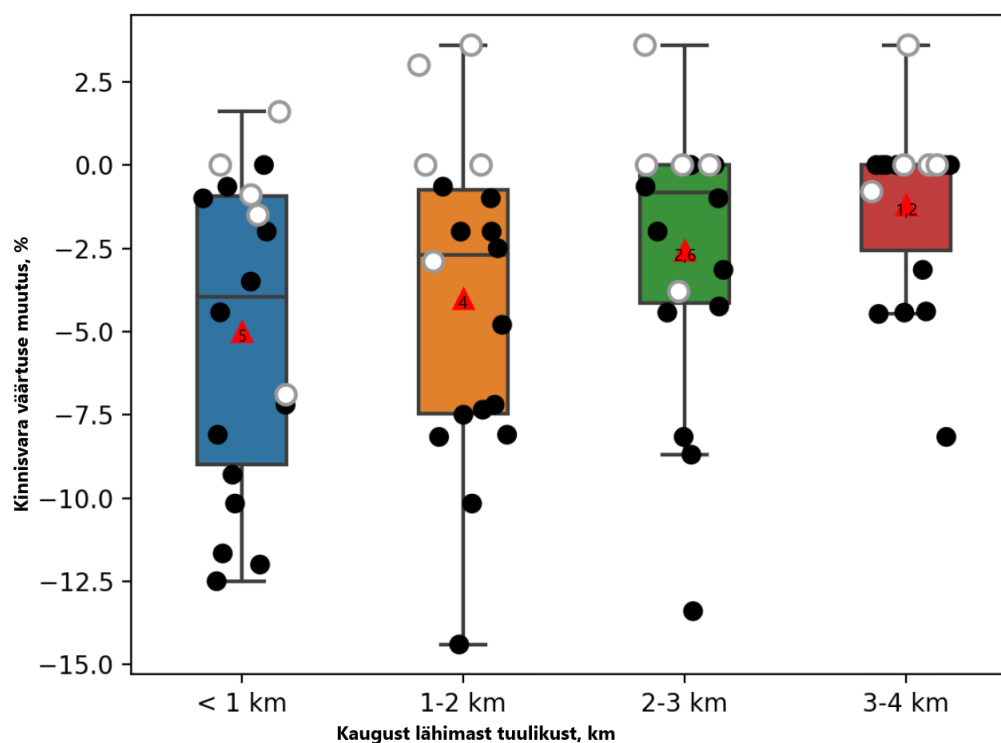 Kinnisvara väärtuse muutus, %
2.5
0.0
−2.5
−5.0
−7.5
−10.0
−12.5
−15.0
5
4
2,6
1,2
< 1 km
1-2 km
2-3 km
3-4 km
Kaugust lähimast tuulikust, km